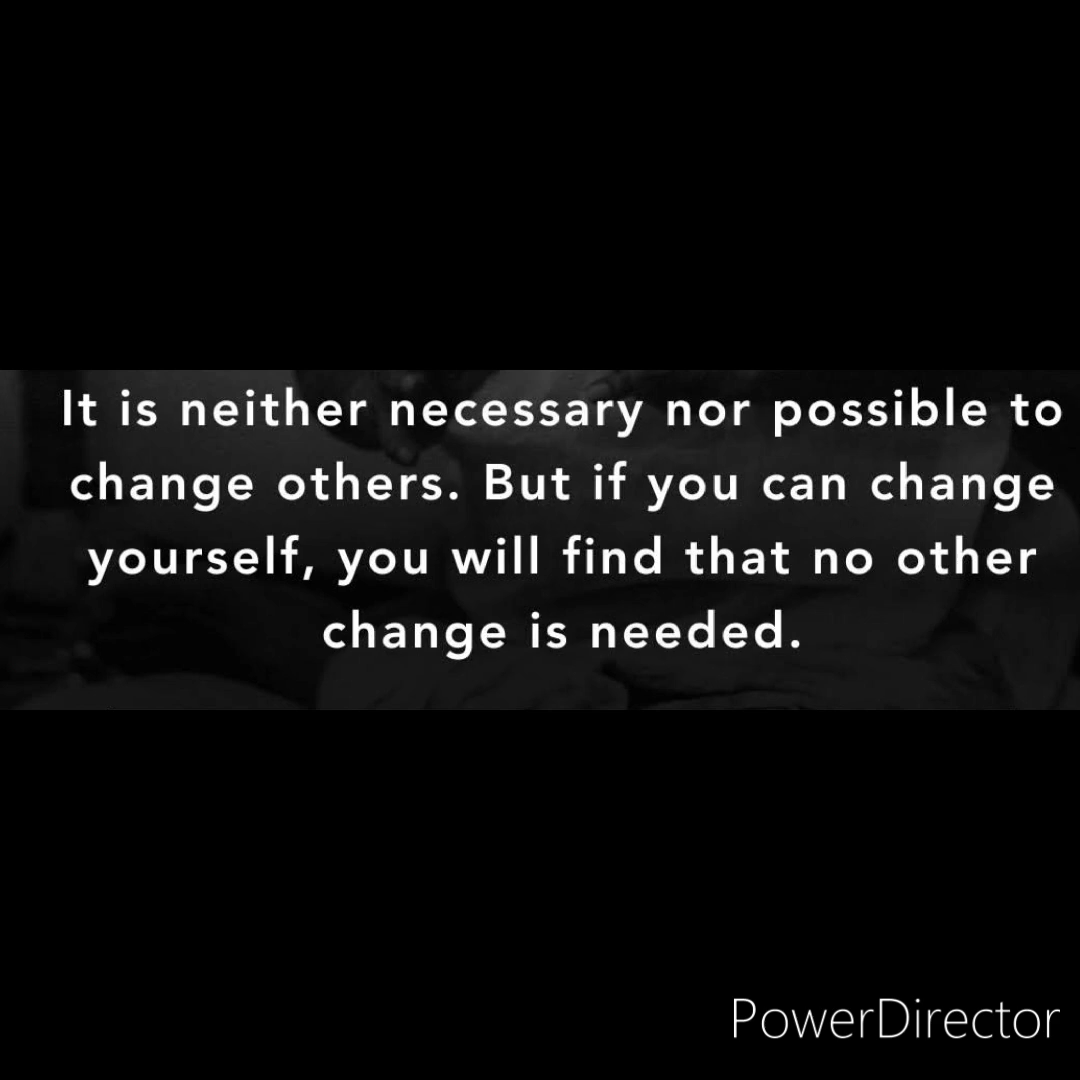 It is neither necessary nor possible to
change others. But if you can change
yourself, you will find that no other
change is needed.
PowerDirector